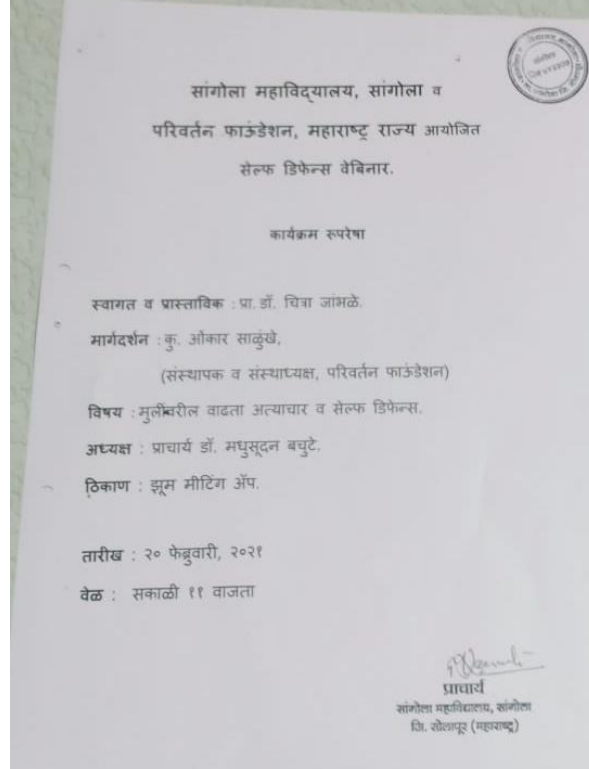 सांगोला महाविद्यालय, सांगोला व
परिवर्तन फाऊंडेशन, महाराष्ट्र राज्य आयोजित
सेल्फ डिफेन्स वेबिनार.
कार्यक्रम रूपरेषा
स्वागत व प्रास्ताविक : प्रा. डॉ. चित्रा जांभळे.
मार्गदर्शन : कु. ओंकार साळुंखे,
(संस्थापक व संस्थाध्यक्ष, परिवर्तन फाऊंडेशन)
विषय : मुलींवरील वाढता अत्याचार व सेल्फ डिफेन्स.
अध्यक्ष : प्राचार्य डॉ. मधुसूदन बचुटे.
ठिकाण : झूम मीटिंग ॲप.
तारीख : २० फेब्रुवारी, २०२१
वेळ : सकाळी ११ वाजता
प्राचार्य
सांगोला महाविद्यालय, सांगोला
जि. सोलापूर (महाराष्ट्र)